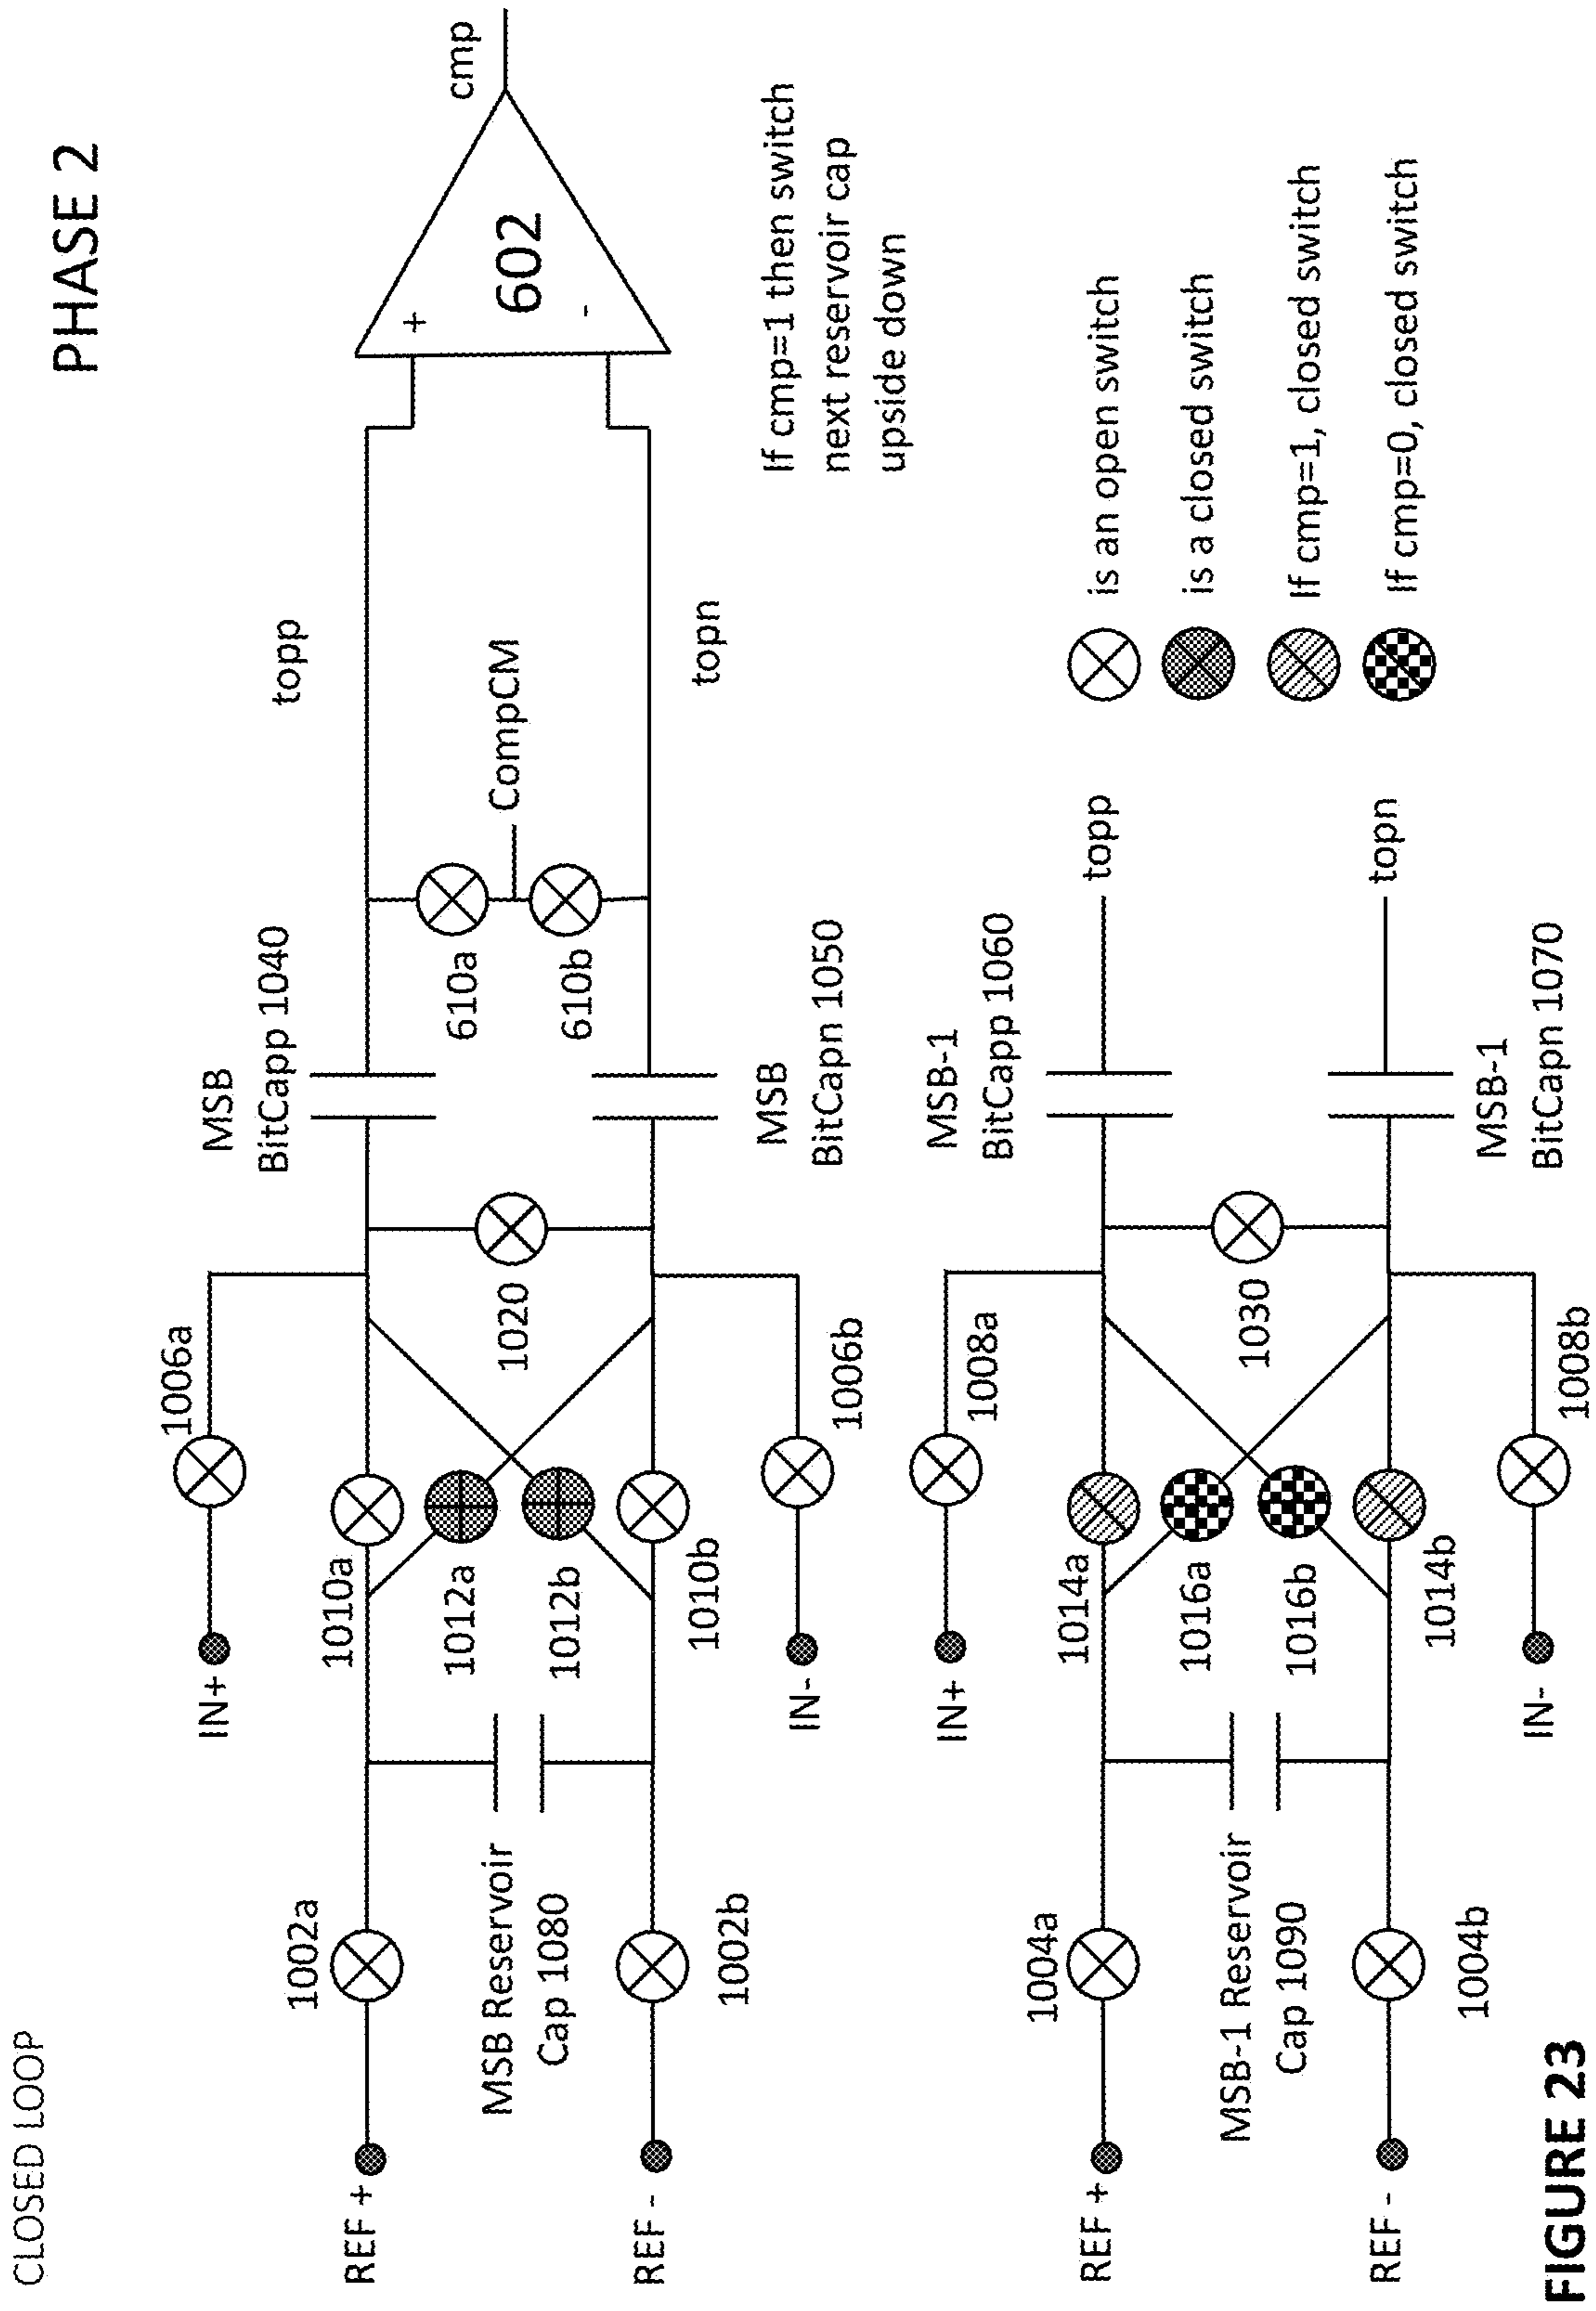 CLOSED LOOP
PHASE 2
IN+
1006a
MSB
BitCapp 1040
topp
cmp
REF +
1002a
1010a
+
MSB Reservoir
Cap 1080
1012a
1012b
1020
610a
610b
CompCM
602
-
REF -
1002b
1010b
topn
IN-
1006b
MSB
BitCapn 1050
If cmp=1 then switch
next reservoir cap
upside down
IN+
1008a
MSB-1
BitCapp 1060
REF +
1004a
1014a
topp
is an open switch
MSB-1 Reservoir
Cap 1090
1016a
1016b
1030
is a closed switch
If cmp=1, closed switch
REF -
1004b
1014b
topn
If cmp=0, closed switch
IN-
1008b
MSB-1
BitCapn 1070
FIGURE 23